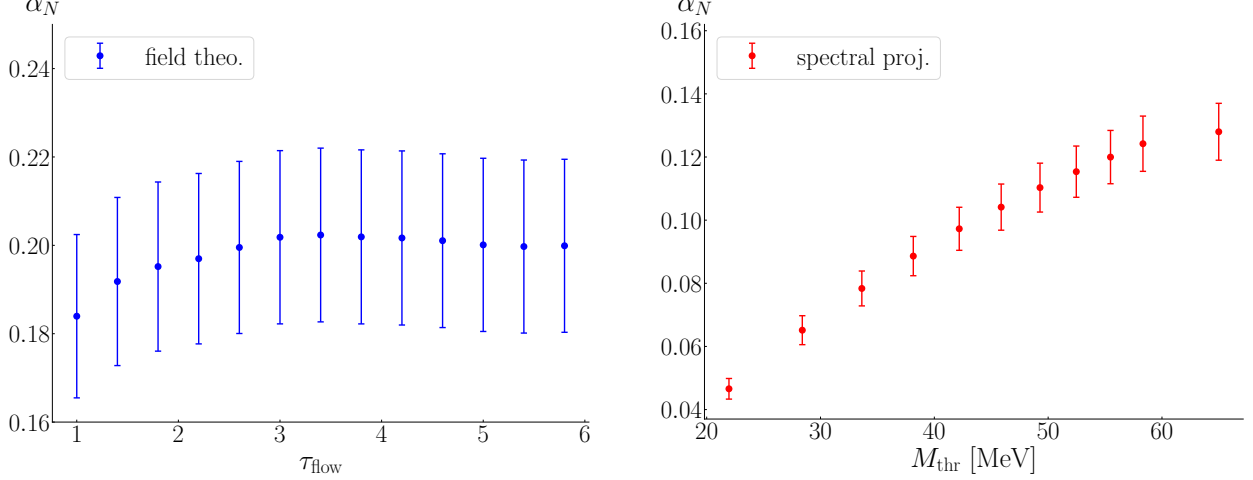 α_N
0.24
0.22
0.20
0.18
0.16
field theo.
1 2 3 4 5 6
τ_flow
α_N
0.16
0.14
0.12
0.10
0.08
0.06
0.04
spectral proj.
20 30 40 50 60
M_thr [MeV]